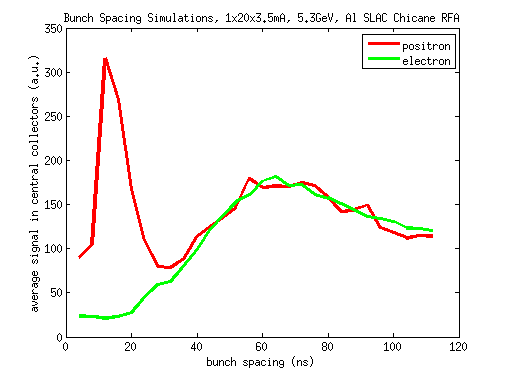 Bunch Spacing Simulations, 1x20x3.5mA, 5.3GeV, Al SLAC Chicane RFA
positron
electron
average signal in central collectors (a.u.)
350
300
250
200
150
100
50
0
0 20 40 60 80 100 120
bunch spacing (ns)